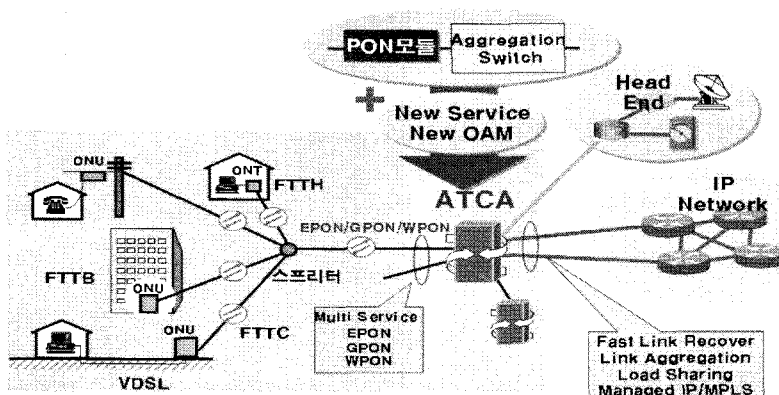 PON모듈
Aggregation
Switch
New Service
New OAM
Head
End
ATCA
IP
Network
ONU
ONT
FTTH
EPON/GPON/WPON
스프리터
FTTB
ONU
ONU
FTTC
VDSL
Multi Service
EPON
GPON
WPON
Fast Link Recover
Link Aggregation
Load Sharing
Managed IP/MPLS